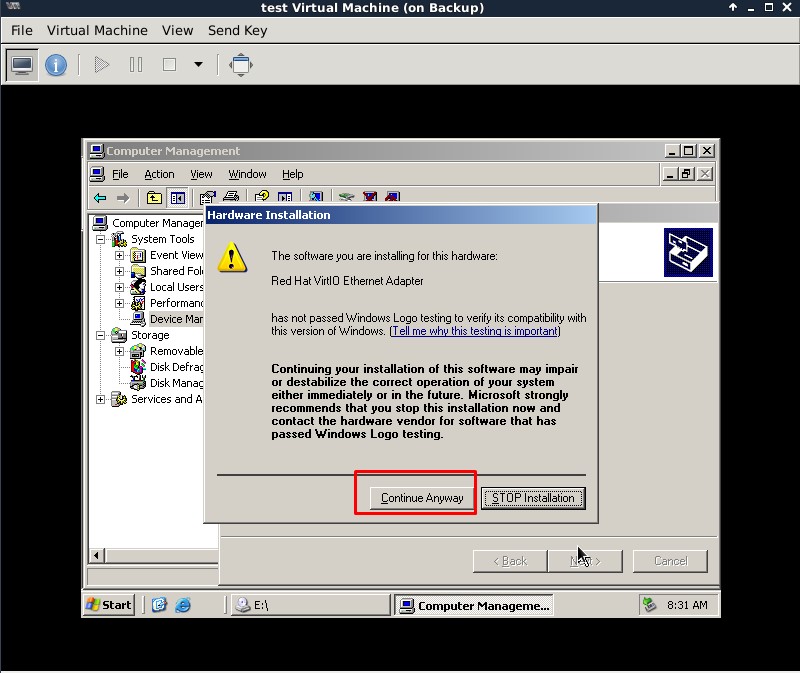 test Virtual Machine (on Backup)
File Virtual Machine View Send Key
Computer Management
File Action View Window Help
Computer Manager
System Tools
Event View
Shared Fol
Local Users
Performanc
Device Mar
Storage
Removable
Disk Defrag
Disk Manag
Services and A
Hardware Installation
The software you are installing for this hardware:
Red Hat VirtIO Ethernet Adapter
has not passed Windows Logo testing to verify its compatibility with
this version of Windows. (Tell me why this testing is important)
Continuing your installation of this software may impair
or destabilize the correct operation of your system
either immediately or in the future. Microsoft strongly
recommends that you stop this installation now and
contact the hardware vendor for software that has
passed Windows Logo testing.
Continue Anyway STOP Installation
< Back Next > Cancel
Start E:\ Computer Manageme... 8:31 AM